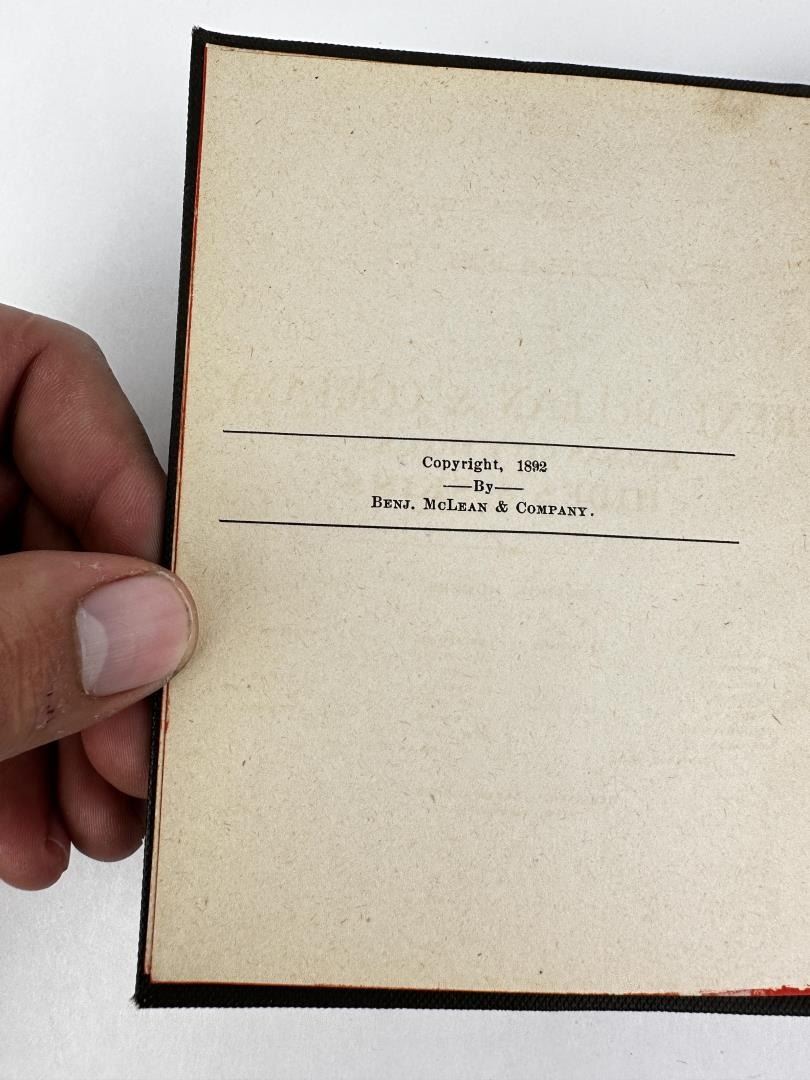 Copyright, 1892
—By—
BENJ. MCLEAN & COMPANY.